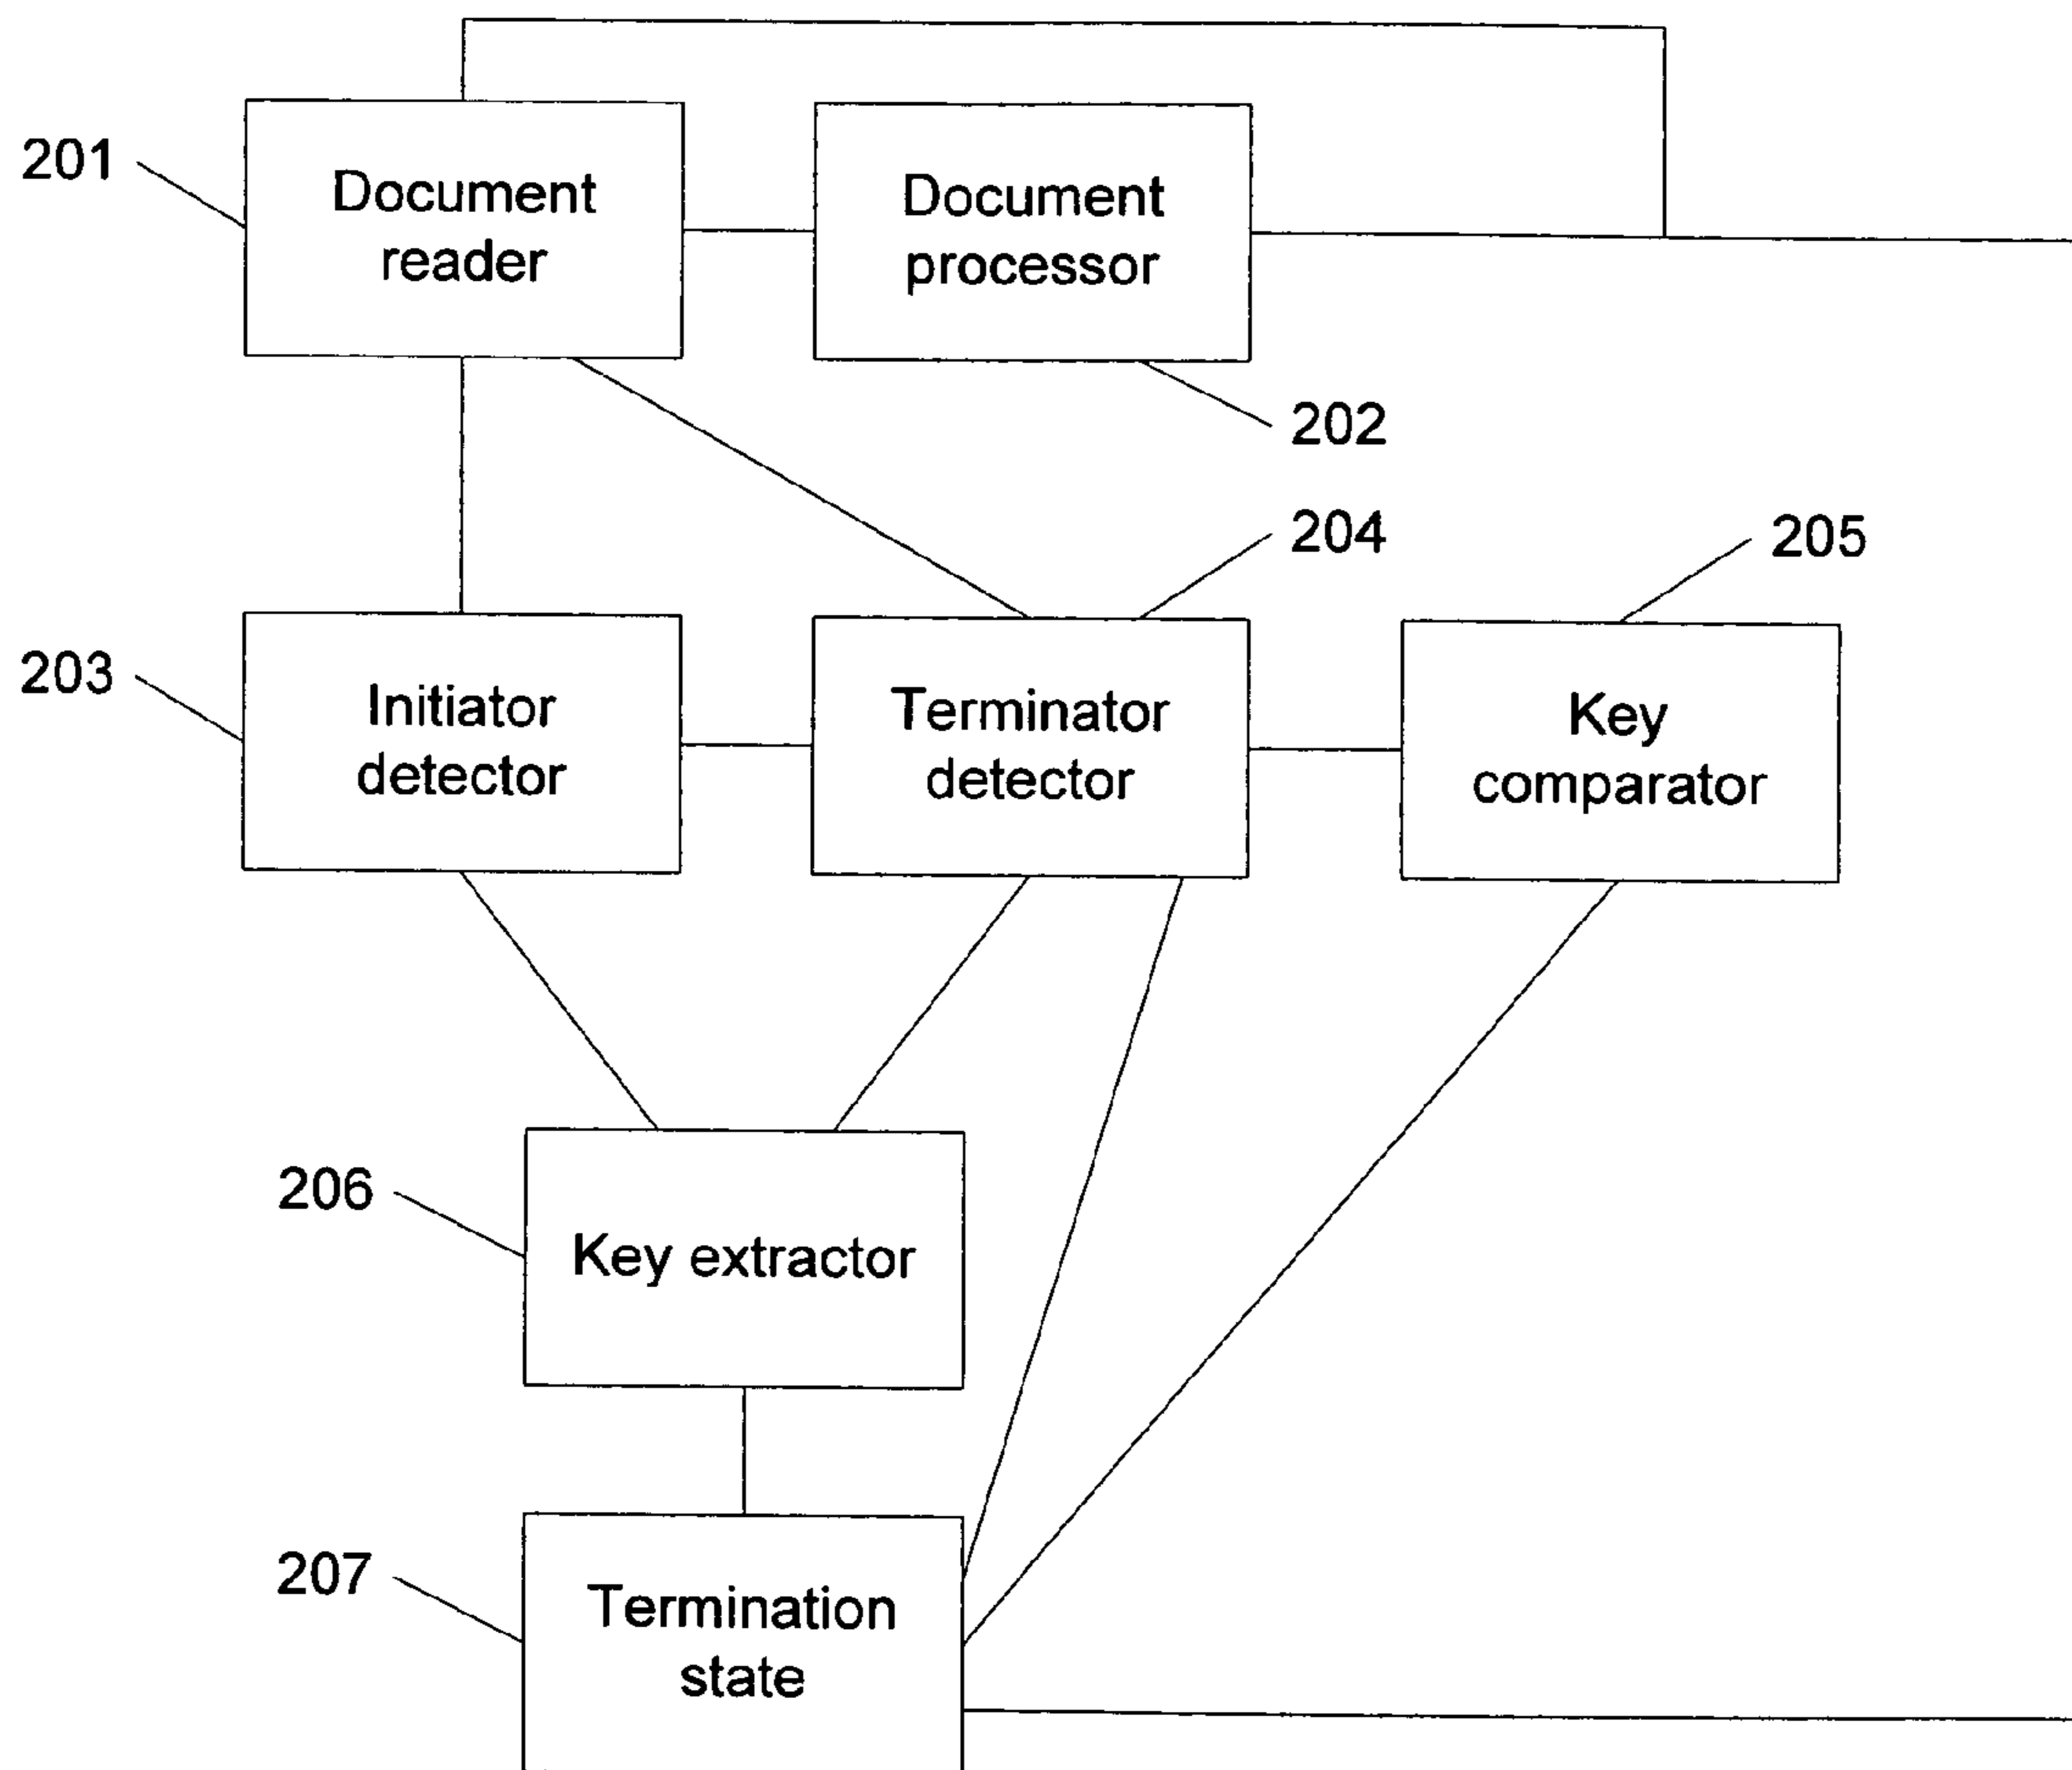 201
Document
reader
Document
processor
202
204
205
203
Initiator
detector
Terminator
detector
Key
comparator
206
Key extractor
207
Termination
state